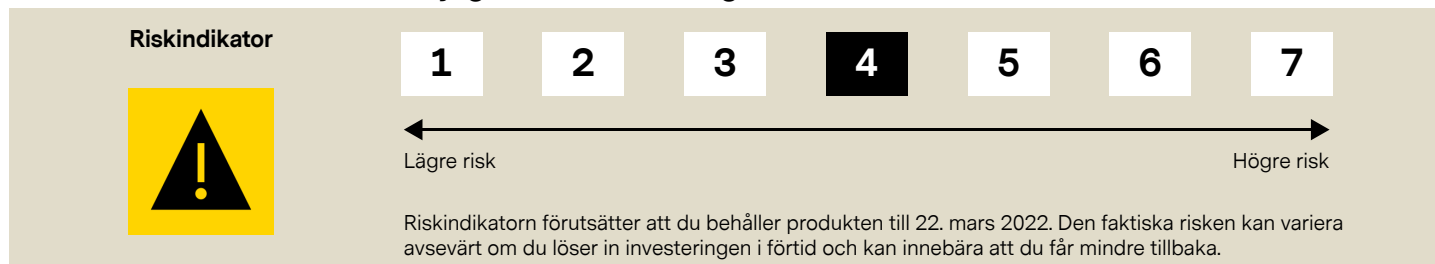 Riskindikator
1 2 3 4 5 6 7
Lägre risk Högre risk
Riskindikatorn förutsätter att du behåller produkten till 22. mars 2022. Den faktiska risken kan variera
avsevärt om du löser in investeringen i förtid och kan innebära att du får mindre tillbaka.